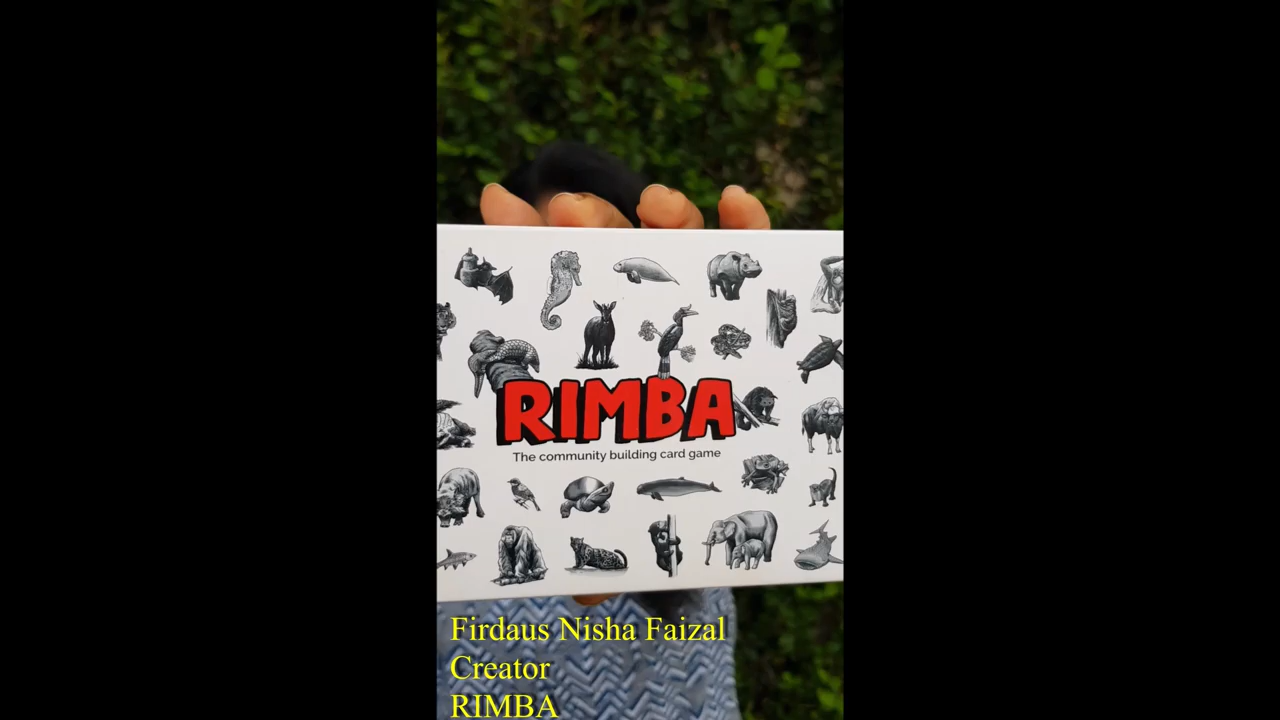 RIMBA
The community building card game
Firdaus Nisha Faizal
Creator
RIMBA